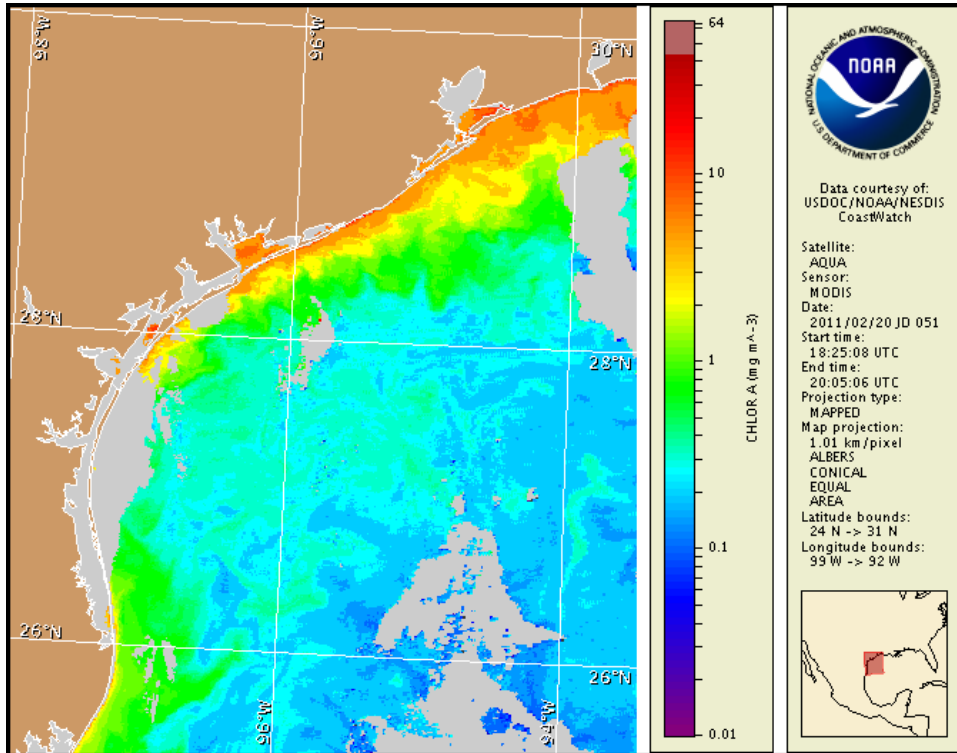 98°W
96°W
30°N
28°N
28°N
26°N
26°N
96°W
94°W
64
10
1
0.1
0.01
CHLOR A (mg m^-3)
NATIONAL OCEANIC AND ATMOSPHERIC ADMINISTRATION
NOAA
U.S. DEPARTMENT OF COMMERCE
Data courtesy of:
USDOC/NOAA/NESDIS
CoastWatch
Satellite:
AQUA
Sensor:
MODIS
Date:
2011/02/20 JD 051
Start time:
18:25:08 UTC
End time:
20:05:06 UTC
Projection type:
MAPPED
Map projection:
1.01 km/pixel
ALBERS
CONICAL
EQUAL
AREA
Latitude bounds:
24 N -> 31 N
Longitude bounds:
99 W -> 92 W